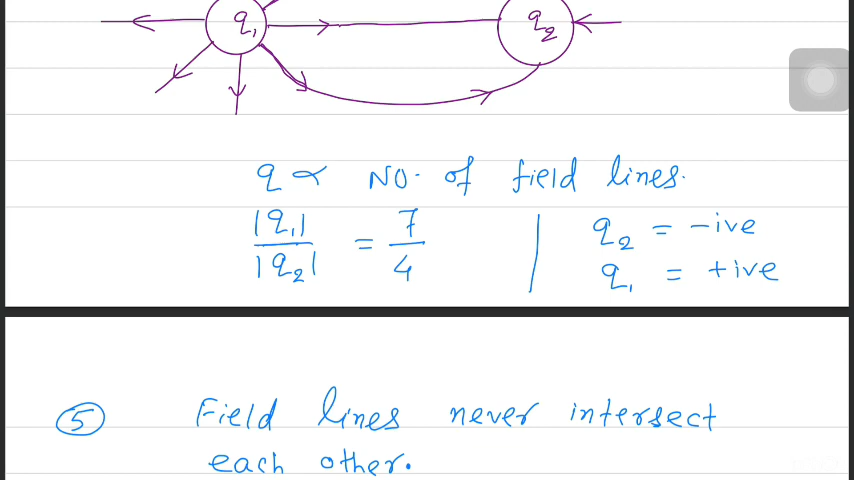 q₁ q₂
q ∝ NO. of field lines.
|q₁| / |q₂| = 7/4 | q₂ = -ive
q₁ = +ive
⑤ Field lines never intersect
each other.